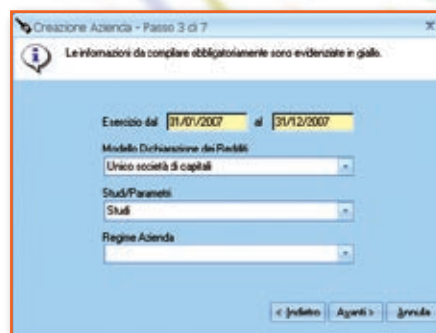 Creazione Azienda - Passo 3 di 7
Le informazioni da compilare obbligatoriamente sono evidenziate in giallo.
Esercizio dal 31/01/2007 al 31/12/2007
Modello Dichiarazione dei Redditi
Unico società di capitali
Studi/Parametri
Studi
Regime Azienda
< Indietro Avanti > Annulla